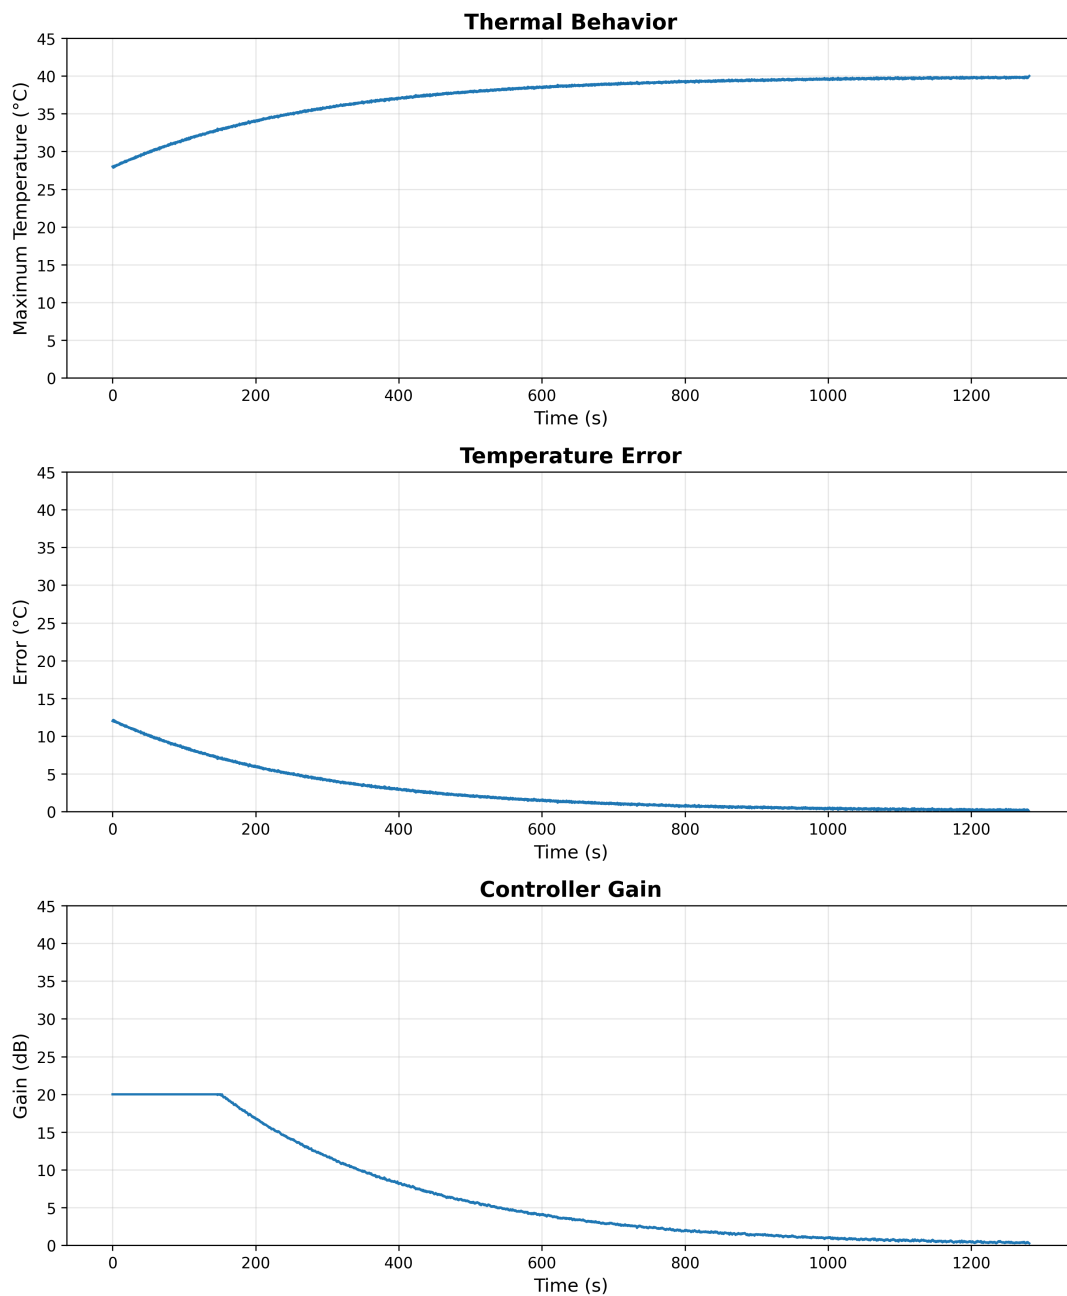 Thermal Behavior
45
40
35
30
25
20
15
10
5
0
Maximum Temperature (°C)
0 200 400 600 800 1000 1200
Time (s)
Temperature Error
45
40
35
30
25
20
15
10
5
0
Error (°C)
0 200 400 600 800 1000 1200
Time (s)
Controller Gain
45
40
35
30
25
20
15
10
5
0
Gain (dB)
0 200 400 600 800 1000 1200
Time (s)